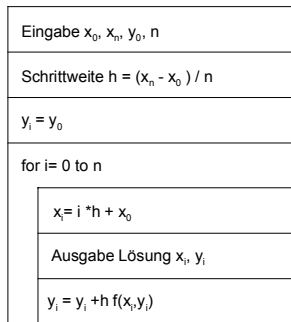 Eingabe x₀, xₙ, y₀, n
Schrittweite h = (xₙ - x₀ ) / n
yᵢ = y₀
for i= 0 to n
xᵢ= i *h + x₀
Ausgabe Lösung xᵢ, yᵢ
yᵢ = yᵢ +h f(xᵢ,yᵢ)